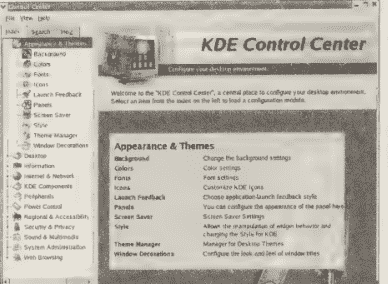 Control Center
File View Help
Index Search Help
Appearance & Themes
Background
Colors
Fonts
Icons
Launch Feedback
Panels
Screen Saver
Style
Theme Manager
Window Decorations
Desktop
Information
Internet & Network
KDE Components
Peripherals
Power Control
Regional & Accessibility
Security & Privacy
Sound & Multimedia
System Administration
Web Browsing
KDE Control Center
Configure your desktop environment.
Welcome to the "KDE Control Center", a central place to configure your desktop environment.
Select an item from the index on the left to load a configuration module.
Appearance & Themes
Background Change the background settings
Colors Color settings
Fonts Font settings
Icons Customize KDE Icons
Launch Feedback Choose application-launch feedback style
Panels You can configure the appearance of the panel here
Screen Saver Screen Saver Settings
Style Allows the manipulation of widget behavior and
changing the Style for KDE
Theme Manager Manager for Desktop Themes
Window Decorations Configure the look and feel of window titles